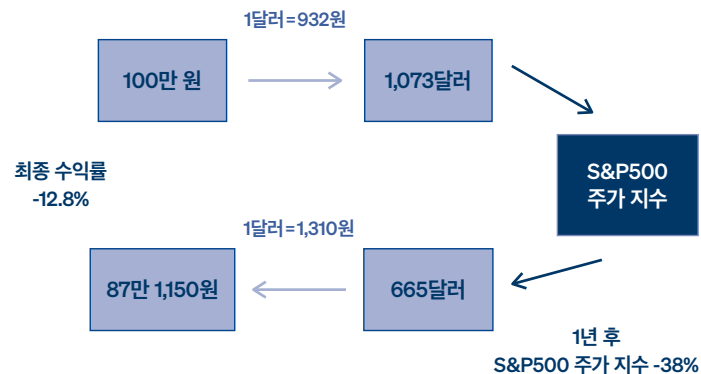 1달러=932원
100만 원
1,073달러
S&P500
주가 지수
최종 수익률
-12.8%
1달러=1,310원
87만 1,150원
665달러
1년 후
S&P500 주가 지수 -38%